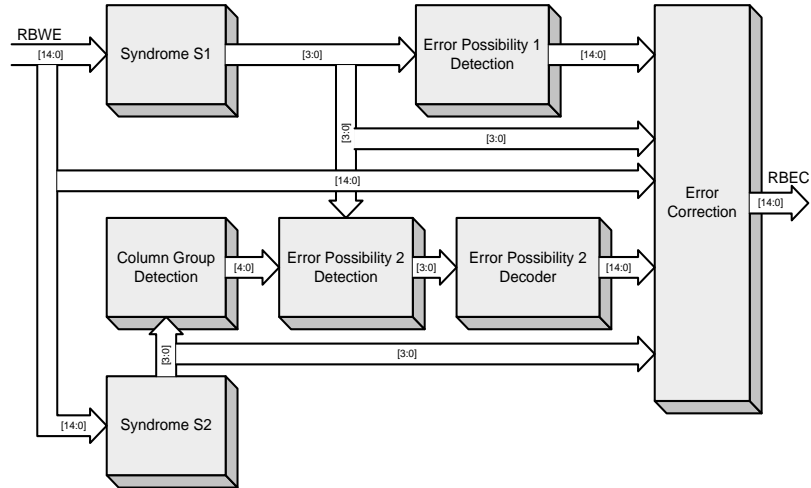 RBWE
[14:0]
Syndrome S1
[3:0]
Error Possibility 1
Detection
[14:0]
[3:0]
[3:0]
[14:0]
Error
Correction
RBEC
[14:0]
Column Group
Detection
[4:0]
Error Possibility 2
Detection
[3:0]
Error Possibility 2
Decoder
[14:0]
[3:0]
[3:0]
[14:0]
Syndrome S2